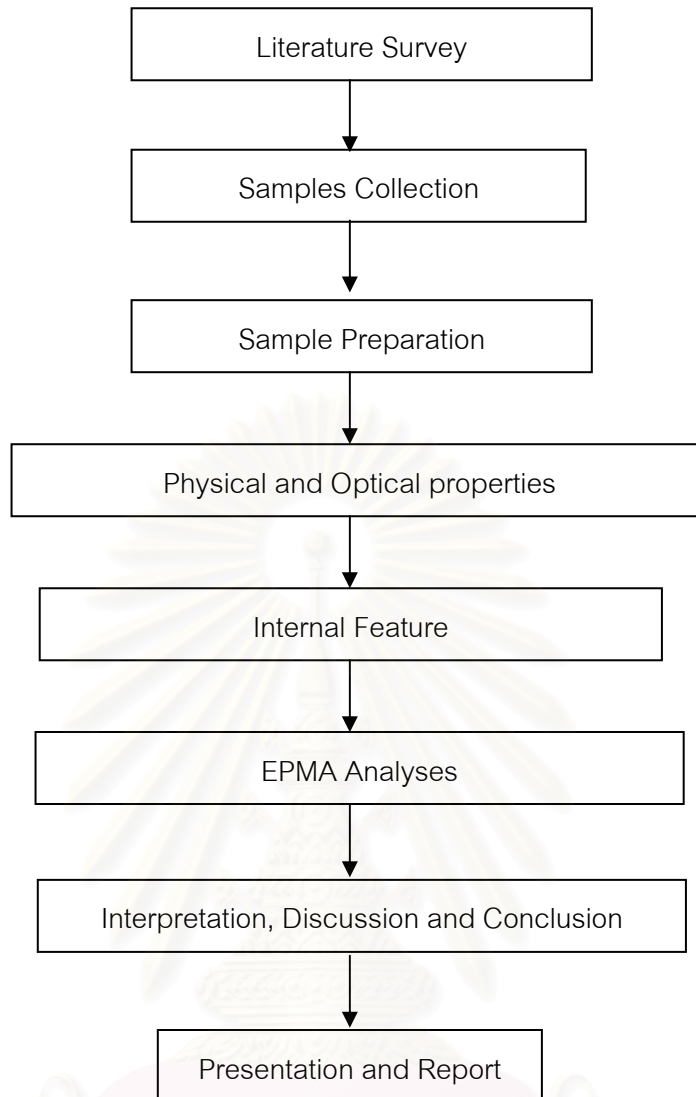 Literature Survey
Samples Collection
Sample Preparation
Physical and Optical properties
Internal Feature
EPMA Analyses
Interpretation, Discussion and Conclusion
Presentation and Report